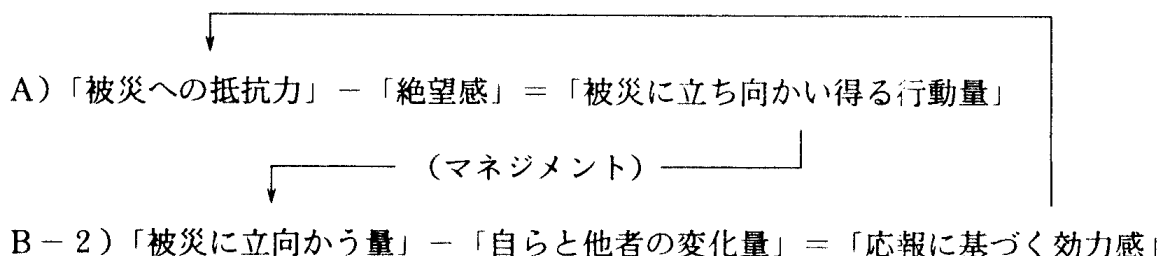 A)「被災への抵抗力」−「絶望感」=「被災に立ち向かい得る行動量」
(マネジメント)
B−2)「被災に立向かう量」−「自らと他者の変化量」=「応報に基づく効力感」